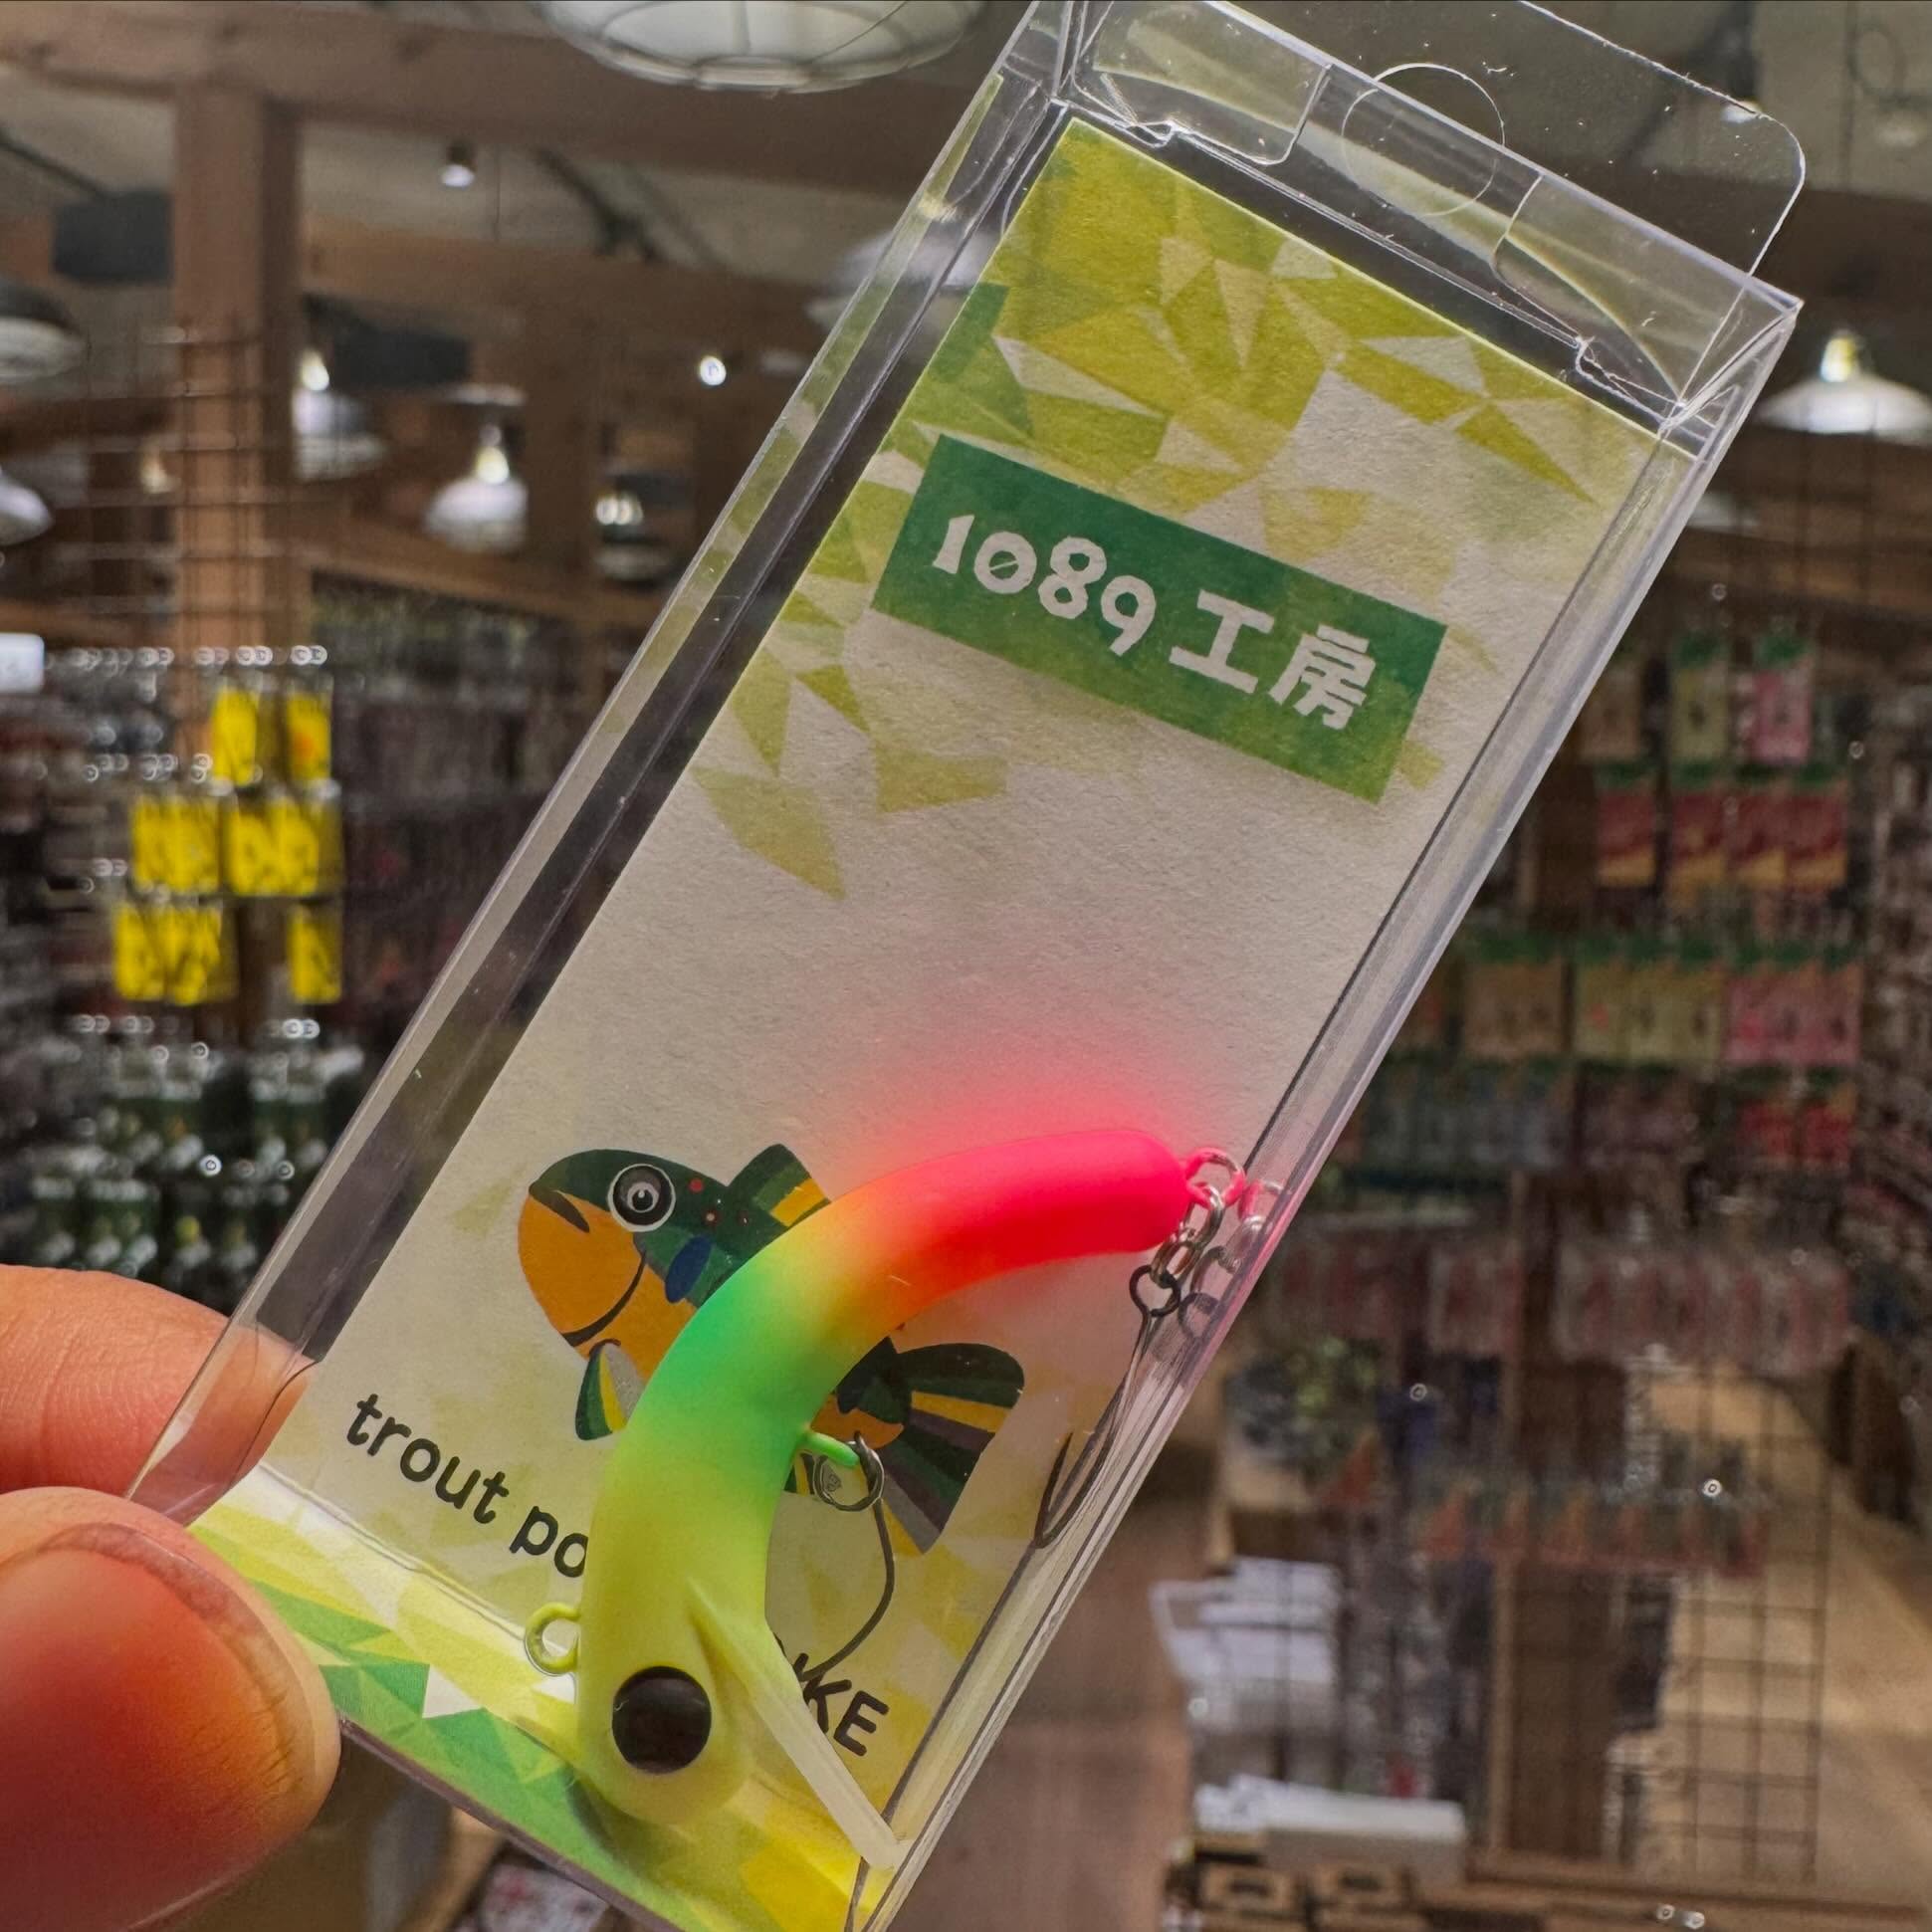 1089 工房
trout po
KE